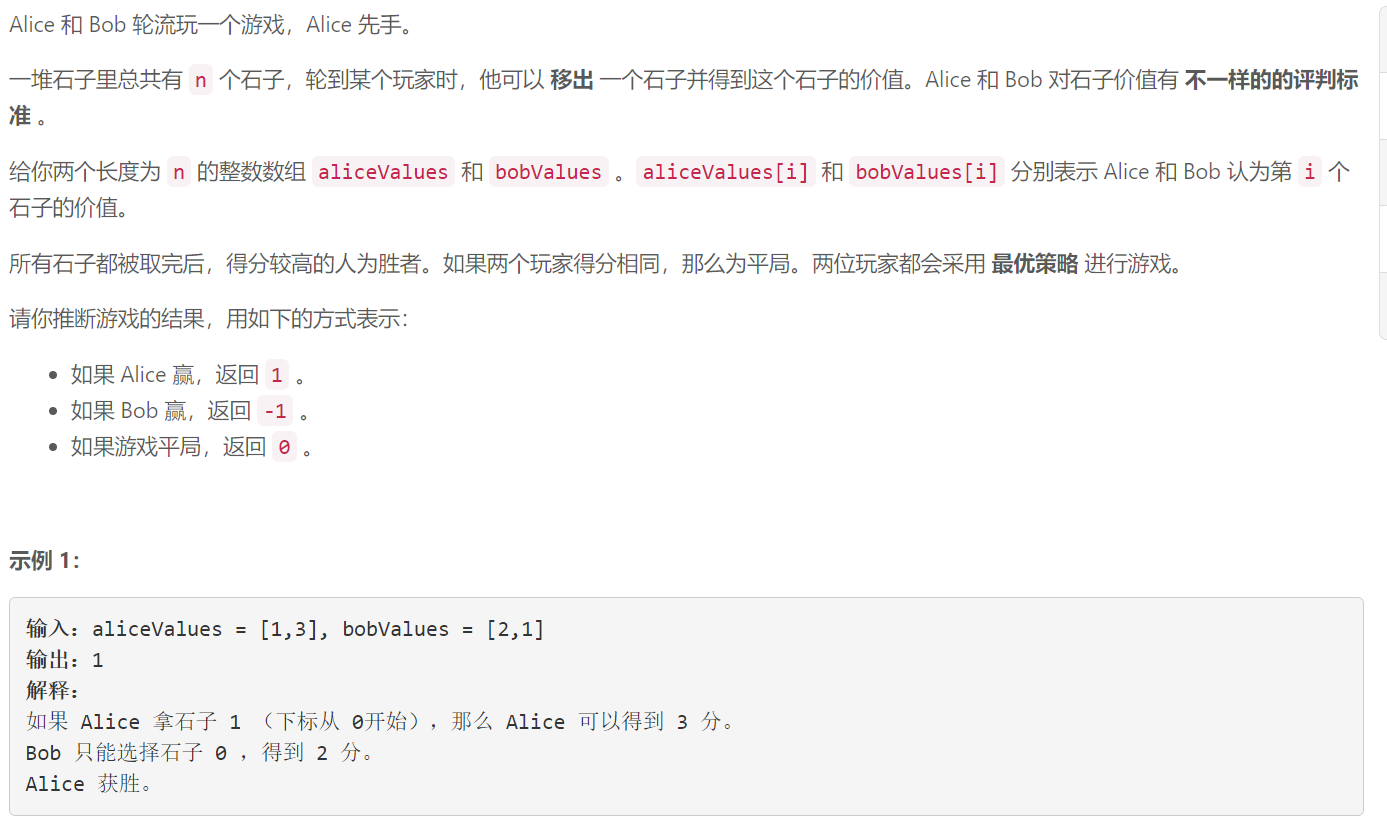 Alice 和 Bob 轮流玩一个游戏，Alice 先手。
一堆石子里总共有 n 个石子，轮到某个玩家时，他可以 移出 一个石子并得到这个石子的价值。Alice 和 Bob 对石子价值有 不一样的的评判标
准 。
给你两个长度为 n 的整数数组 aliceValues 和 bobValues 。aliceValues[i] 和 bobValues[i] 分别表示 Alice 和 Bob 认为第 i 个
石子的价值。
所有石子都被取完后，得分较高的人为胜者。如果两个玩家得分相同，那么为平局。两位玩家都会采用 最优策略 进行游戏。
请你推断游戏的结果，用如下的方式表示：
• 如果 Alice 赢，返回 1 。
• 如果 Bob 赢，返回 -1 。
• 如果游戏平局，返回 0 。
示例 1：
输入：aliceValues = [1,3], bobValues = [2,1]
输出：1
解释：
如果 Alice 拿石子 1 （下标从 0开始），那么 Alice 可以得到 3 分。
Bob 只能选择石子 0 ，得到 2 分。
Alice 获胜。